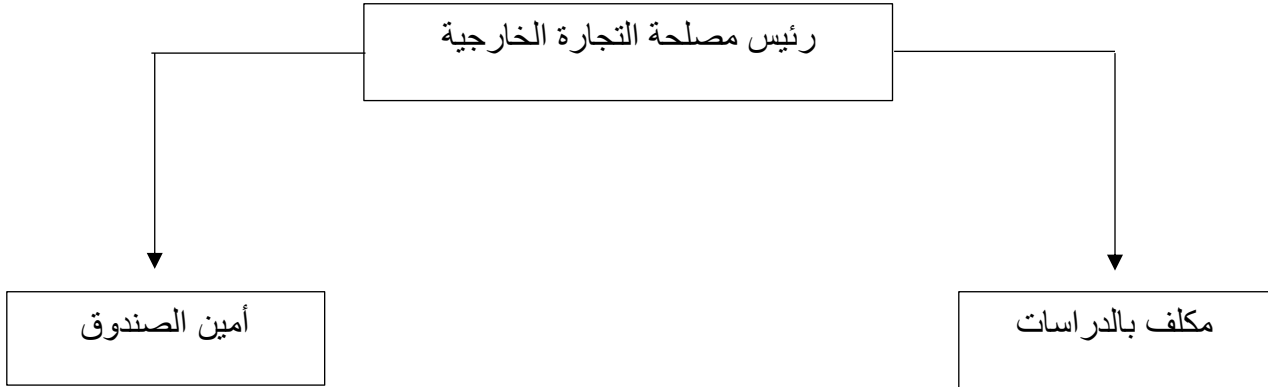 رئيس مصلحة التجارة الخارجية
مكلف بالدراسات
أمين الصندوق